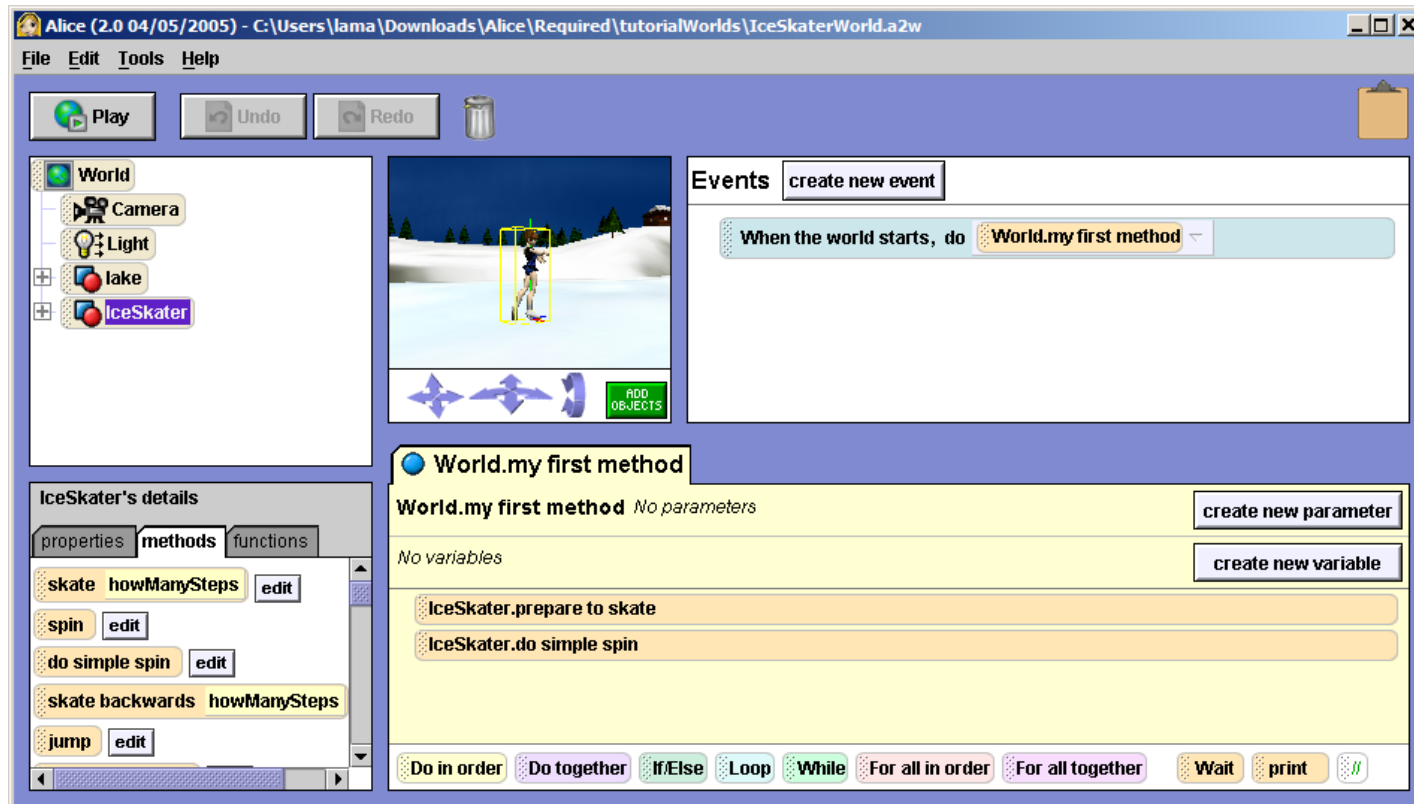 Alice (2.0 04/05/2005) - C:\Users\lama\Downloads\Alice\Required\tutorialWorlds\IceSkaterWorld.a2w
File Edit Tools Help
Play Undo Redo
World
Camera
Light
lake
IceSkater
ADD
OBJECTS
Events create new event
When the world starts, do World.my first method
IceSkater's details
properties methods functions
skate howManySteps edit
spin edit
do simple spin edit
skate backwards howManySteps
jump edit
World.my first method
World.my first method No parameters create new parameter
No variables create new variable
IceSkater.prepare to skate
IceSkater.do simple spin
Do in order Do together If/Else Loop While For all in order For all together Wait print //